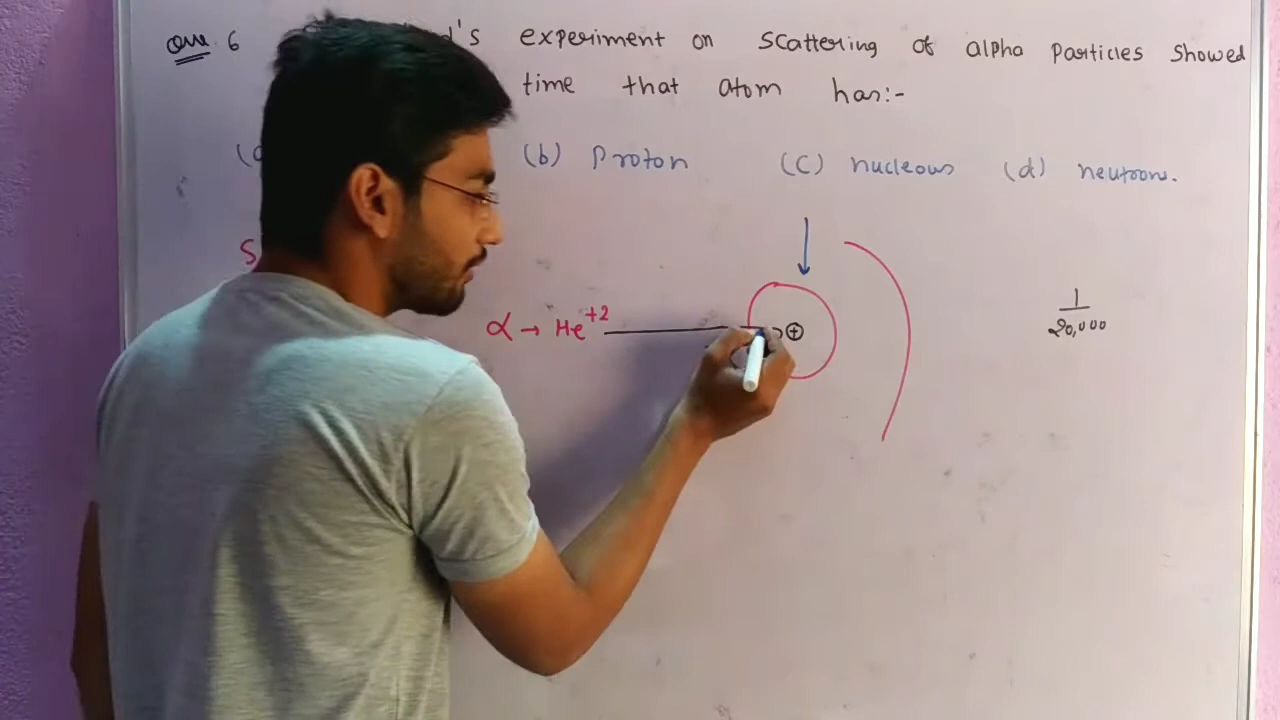 Que 6 d's experiment on scattering of alpha particles showed
time that atom has:-
(b) Proton (c) nucleous (d) neutrons.
S
α → He+2 ⊕ 1/20,000